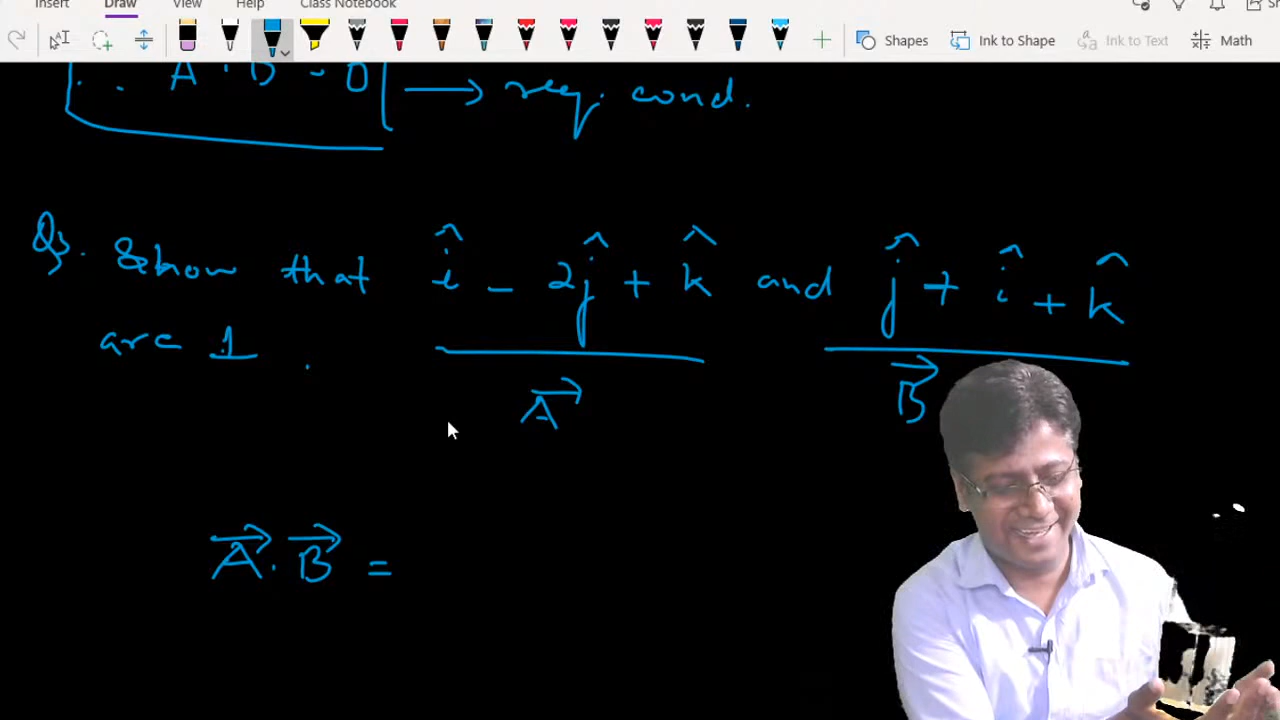 Insert Draw View Help Class Notebook
Shapes Ink to Shape Ink to Text Math
∴ A · B = 0 → req. cond.
Q3. Show that î - 2ĵ + k̂ and ĵ + î + k̂
are ⊥.
A⃗ B⃗
A⃗ . B⃗ =